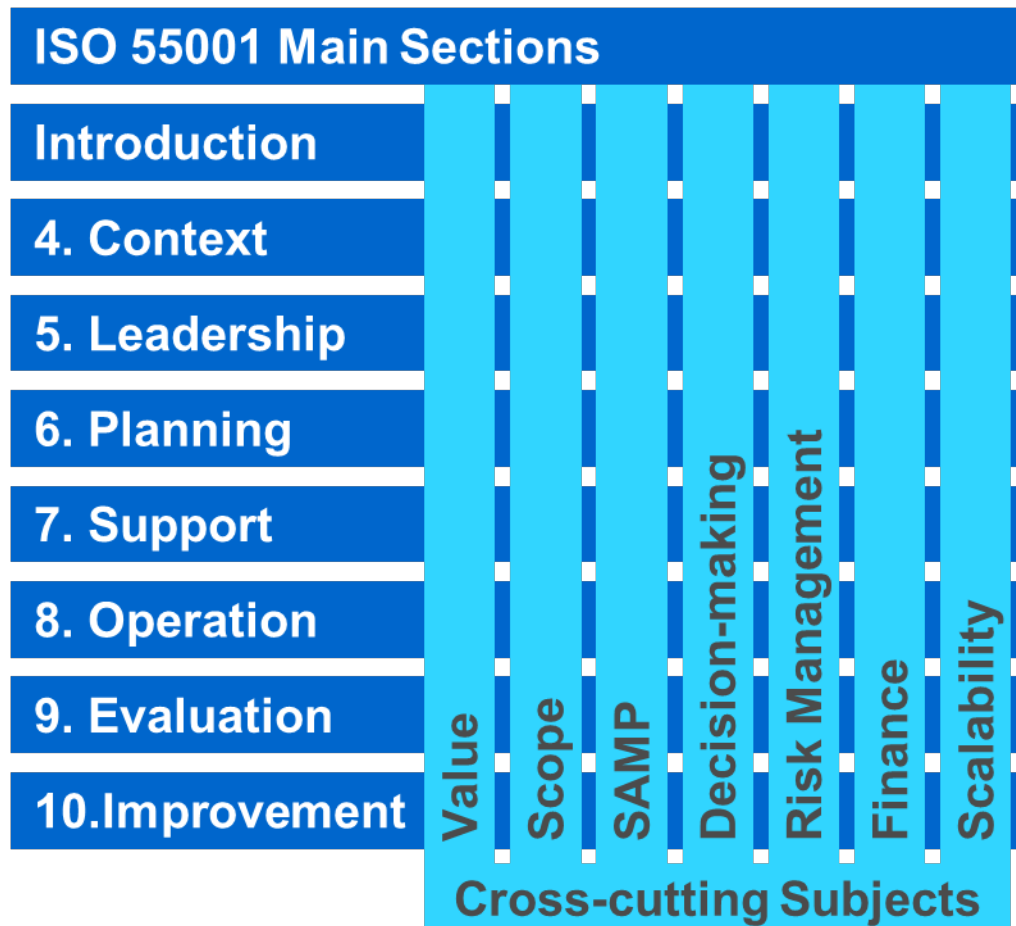 ISO 55001 Main Sections
Introduction
4. Context
5. Leadership
6. Planning
7. Support
8. Operation
9. Evaluation
10.Improvement
Value
Scope
SAMP
Decision-making
Risk Management
Finance
Scalability
Cross-cutting Subjects